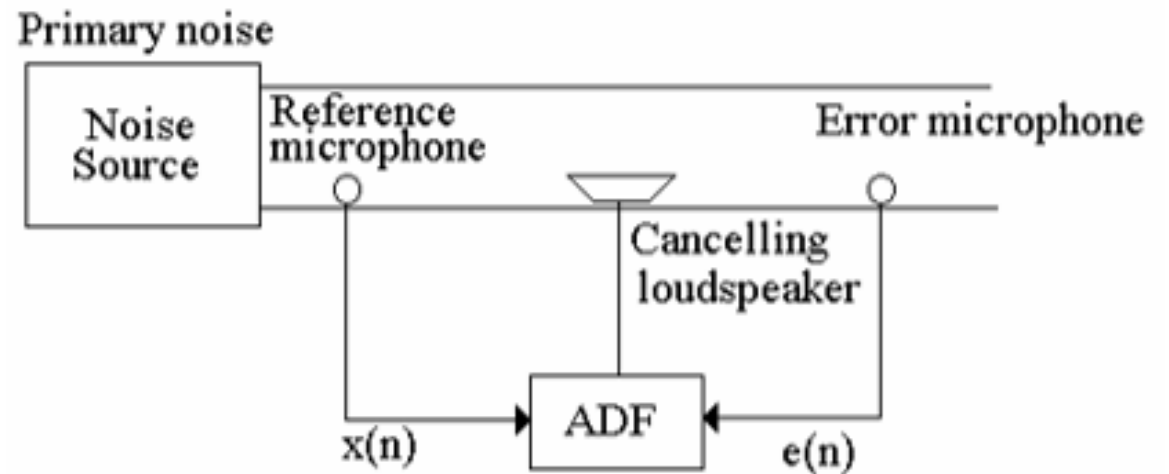 Primary noise
Noise
Source
Reference
microphone
Error microphone
Cancelling
loudspeaker
ADF
x(n)
e(n)